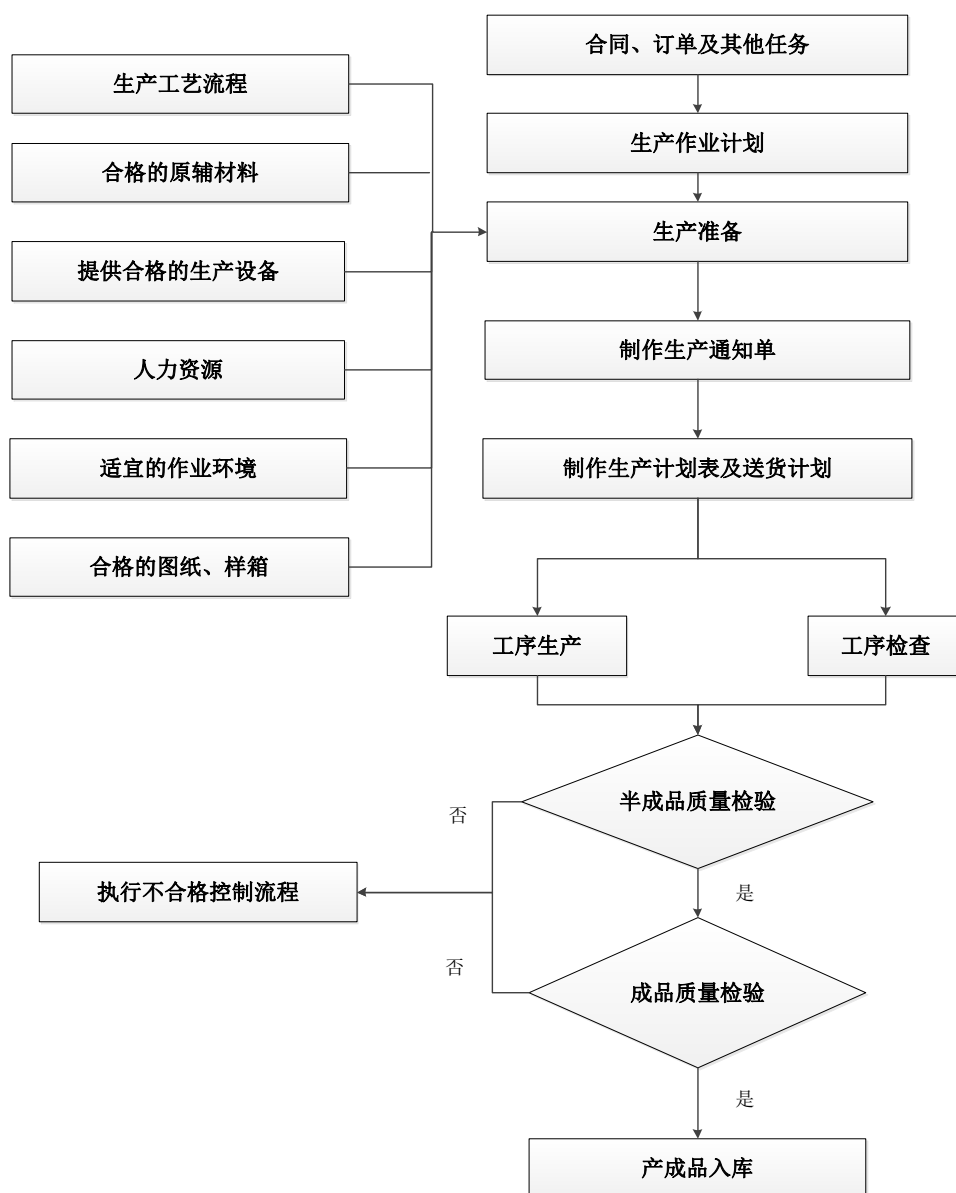 合同、订单及其他任务
生产工艺流程
生产作业计划
合格的原辅材料
生产准备
提供合格的生产设备
制作生产通知单
人力资源
适宜的作业环境
制作生产计划表及送货计划
合格的图纸、样箱
工序生产
工序检查
半成品质量检验
否
执行不合格控制流程
是
否
成品质量检验
是
产成品入库